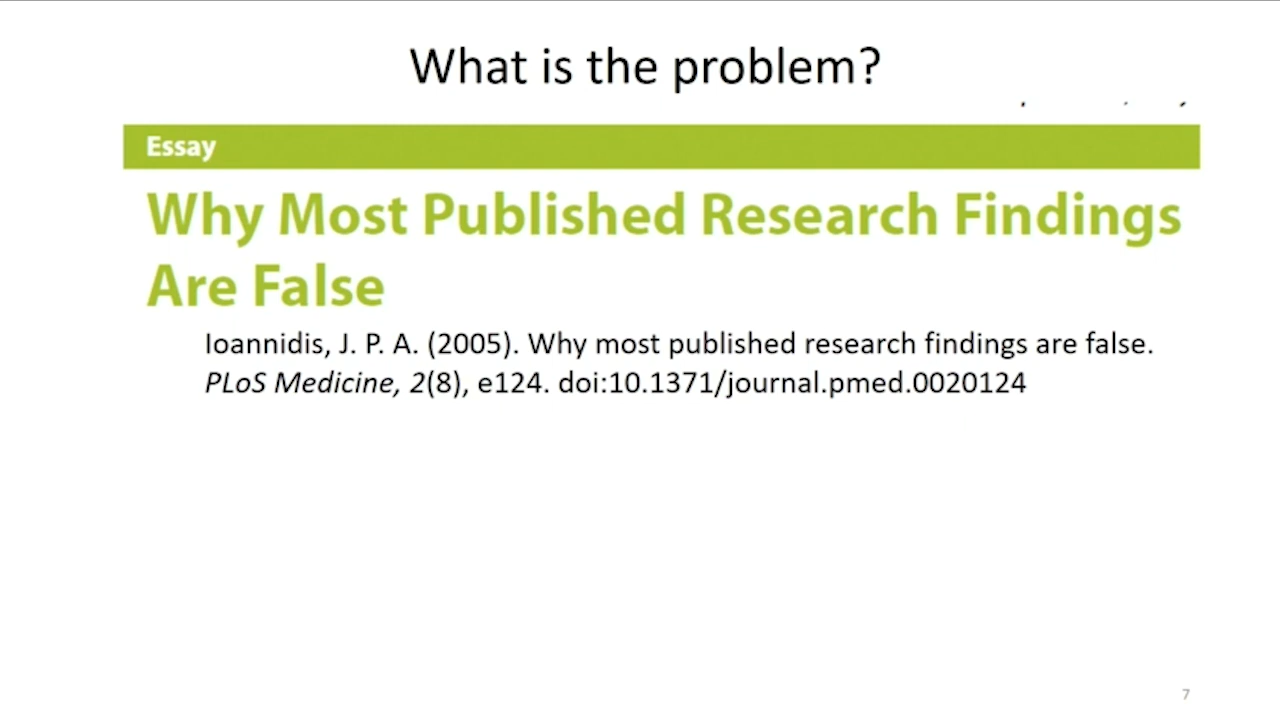 What is the problem?
Essay
Why Most Published Research Findings
Are False
Ioannidis, J. P. A. (2005). Why most published research findings are false.
PLoS Medicine, 2(8), e124. doi:10.1371/journal.pmed.0020124
7